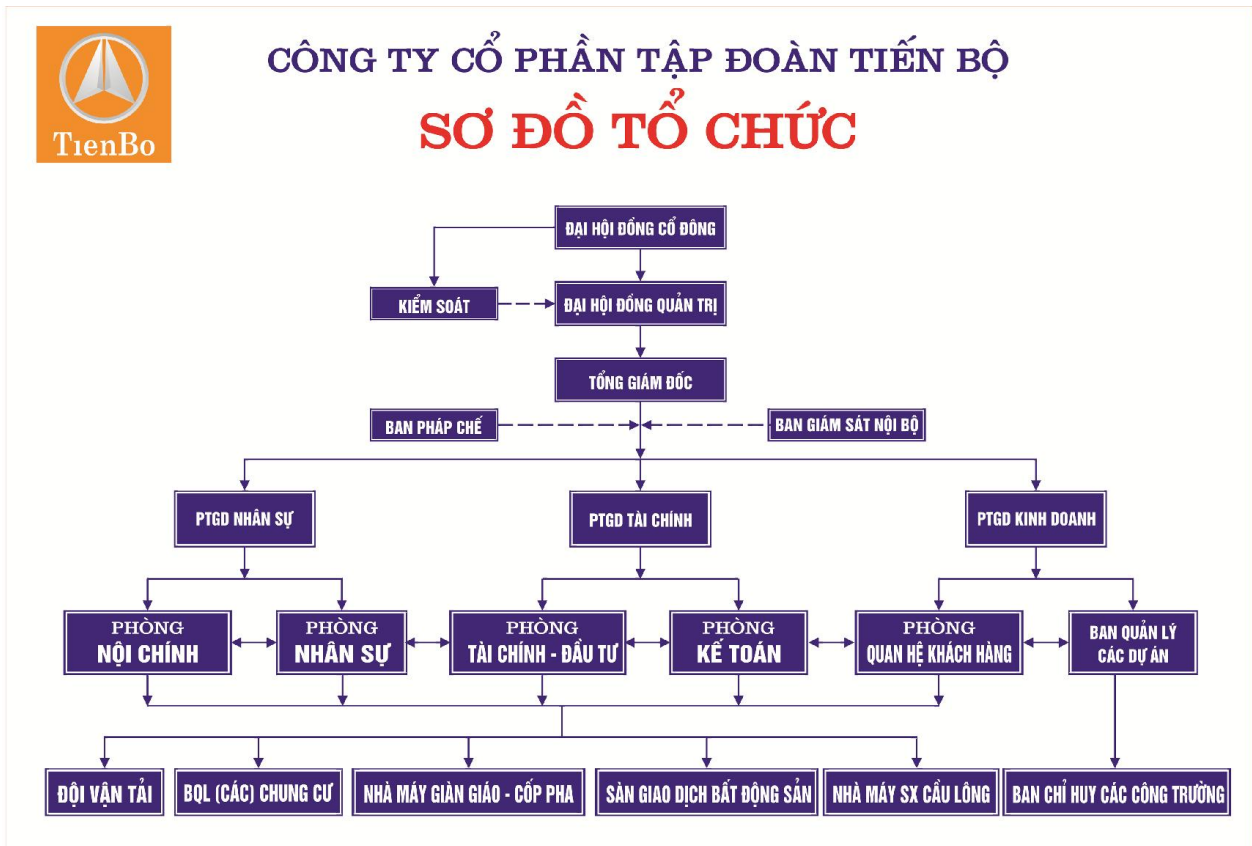 CÔNG TY CỔ PHẦN TẬP ĐOÀN TIẾN BỘ
SƠ ĐỒ TỔ CHỨC
TıenBo
ĐẠI HỘI ĐỒNG CỔ ĐÔNG
KIỂM SOÁT
ĐẠI HỘI ĐỒNG QUẢN TRỊ
TỔNG GIÁM ĐỐC
BAN PHÁP CHẾ
BAN GIÁM SÁT NỘI BỘ
PTGD NHÂN SỰ
PTGD TÀI CHÍNH
PTGD KINH DOANH
PHÒNG
NỘI CHÍNH
PHÒNG
NHÂN SỰ
PHÒNG
TÀI CHÍNH - ĐẦU TƯ
PHÒNG
KẾ TOÁN
PHÒNG
QUAN HỆ KHÁCH HÀNG
BAN QUẢN LÝ
CÁC DỰ ÁN
ĐỘI VẬN TẢI
BQL (CÁC) CHUNG CƯ
NHÀ MÁY GIÀN GIÁO - CỐP PHA
SÀN GIAO DỊCH BẤT ĐỘNG SẢN
NHÀ MÁY SX CẦU LÔNG
BAN CHỈ HUY CÁC CÔNG TRƯỜNG